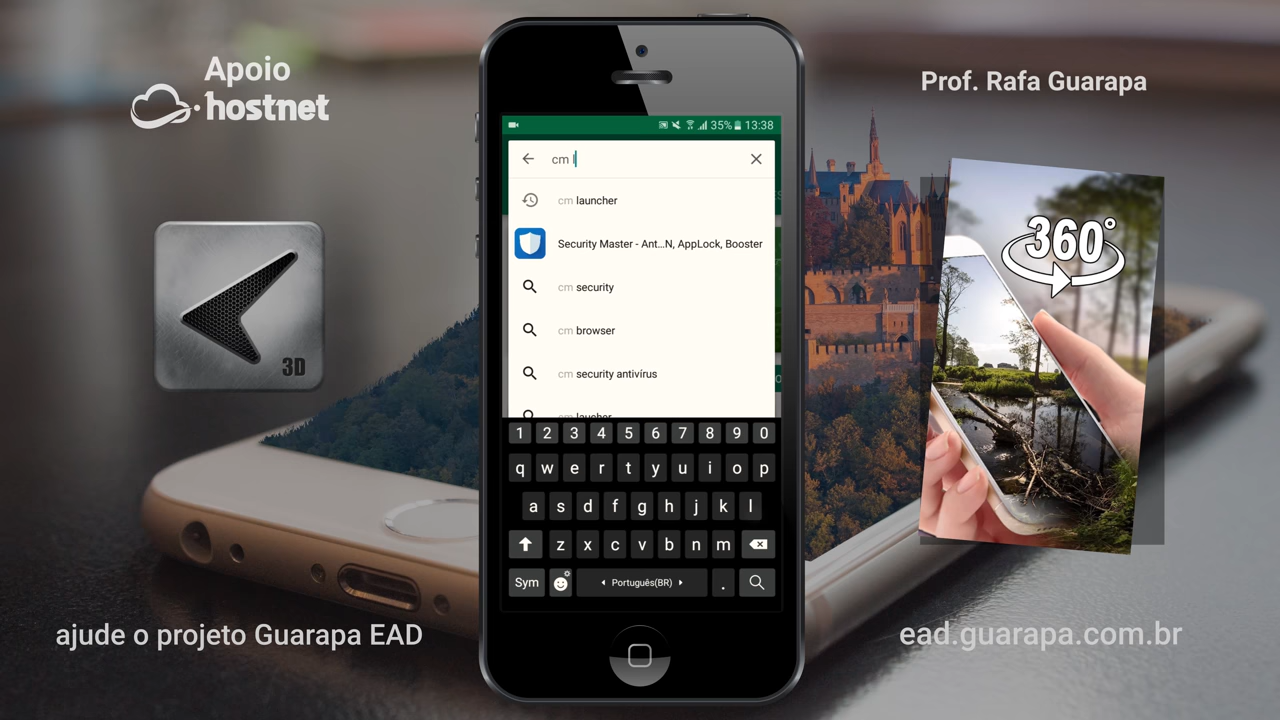 Apoio
hostnet
3D
ajude o projeto Guarapa EAD
35% 13:38
cm l
cm launcher
Security Master - Ant...N, AppLock, Booster
cm security
cm browser
cm security antivírus
cm laucher
1 2 3 4 5 6 7 8 9 0
q w e r t y u i o p
a s d f g h j k l
z x c v b n m
Sym Português(BR) .
Prof. Rafa Guarapa
360°
ead.guarapa.com.br